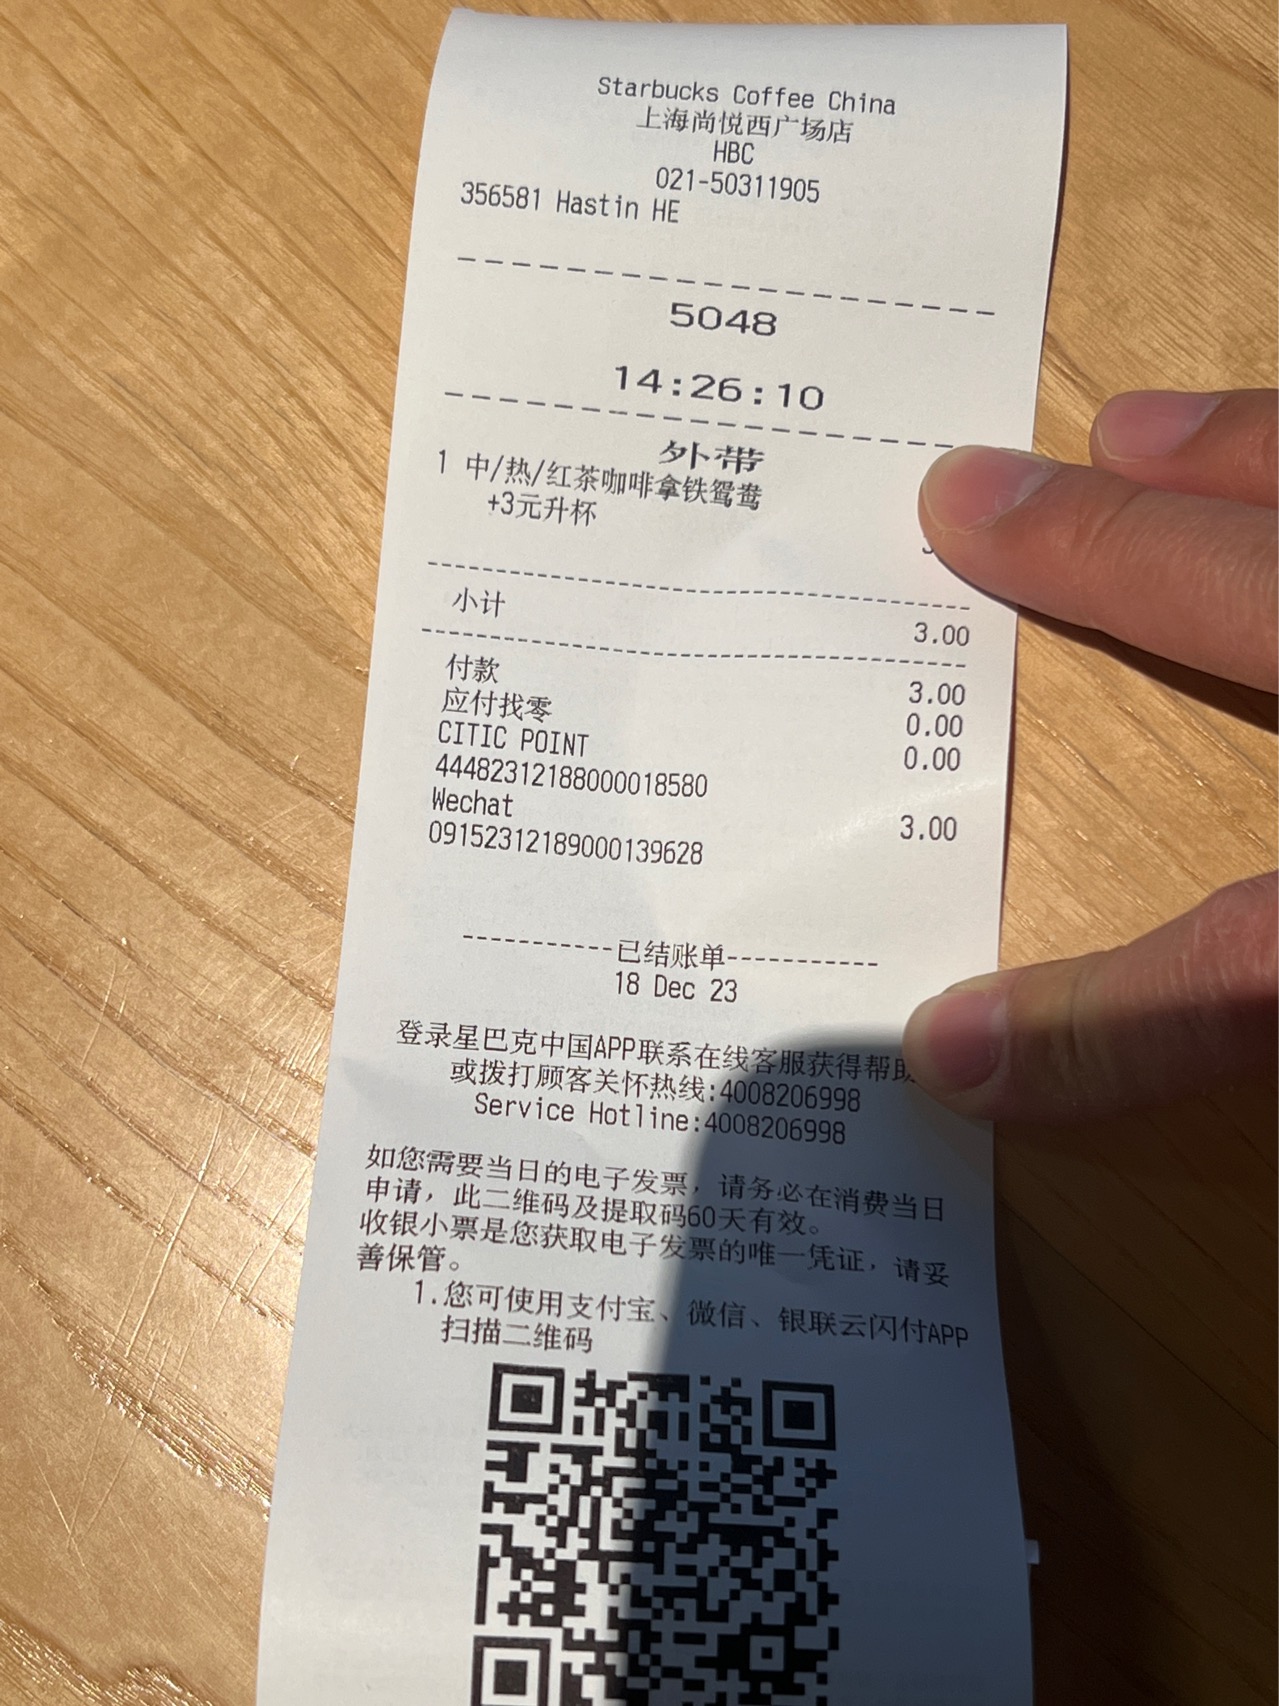 Starbucks Coffee China
上海尚悦西广场店
HBC
021-50311905
356581 Hastin HE
5048
14:26:10
外带
1 中/热/红茶咖啡拿铁鸳鸯
+3元升杯
小计 3.00
付款 3.00
应付找零 0.00
CITIC POINT 0.00
44482312188000018580
Wechat 3.00
09152312189000139628
-----------已结账单-----------
18 Dec 23
登录星巴克中国APP联系在线客服获得帮助
或拨打顾客关怀热线:4008206998
Service Hotline:4008206998
如您需要当日的电子发票，请务必在消费当日
申请，此二维码及提取码60天有效。
收银小票是您获取电子发票的唯一凭证，请妥
善保管。
1.您可使用支付宝、微信、银联云闪付APP
扫描二维码